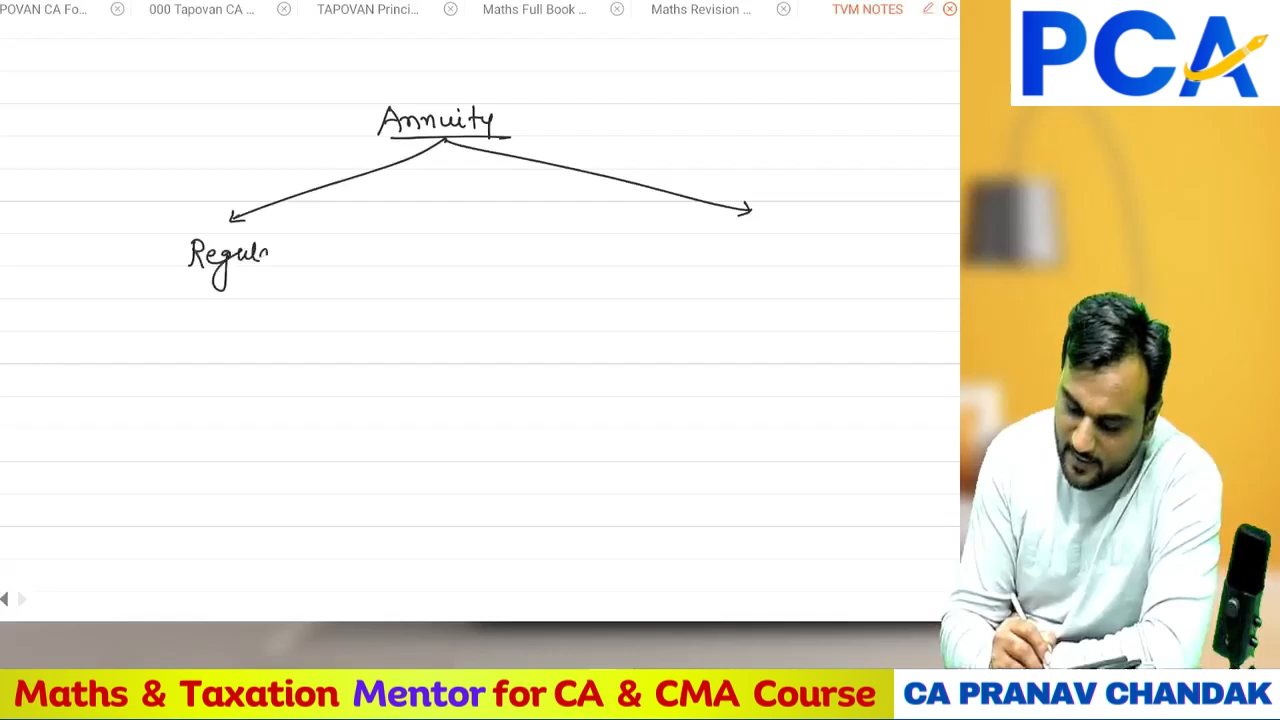 POVAN CA Fo...
000 Tapovan CA ...
TAPOVAN Princi...
Maths Full Book ...
Maths Revision ...
TVM NOTES
PCA
Annuity
Regul
Maths & Taxation Mentor for CA & CMA Course
CA PRANAV CHANDAK